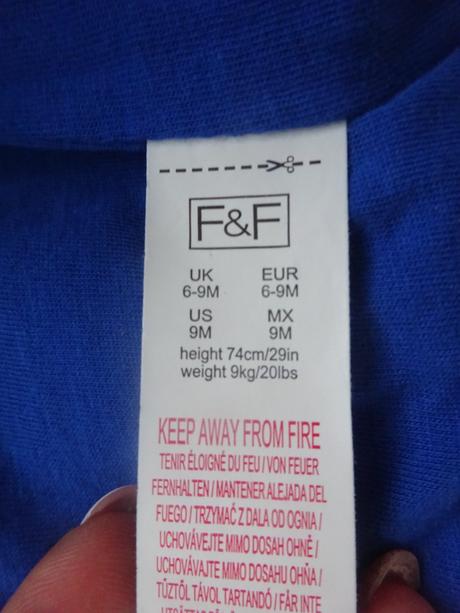 F&F
UK EUR
6-9M 6-9M
US MX
9M 9M
height 74cm/29in
weight 9kg/20lbs
KEEP AWAY FROM FIRE
TENIR ÉLOIGNÉ DU FEU / VON FEUER
FERNHALTEN / MANTENER ALEJADA DEL
FUEGO / TRZYMAĆ Z DALA OD OGNIA /
UCHOVÁVEJTE MIMO DOSAH OHNĚ /
UCHOVÁVAJTE MIMO DOSAHU OHŇA /
TŰZTŐL TÁVOL TARTANDÓ / FÅR INTE